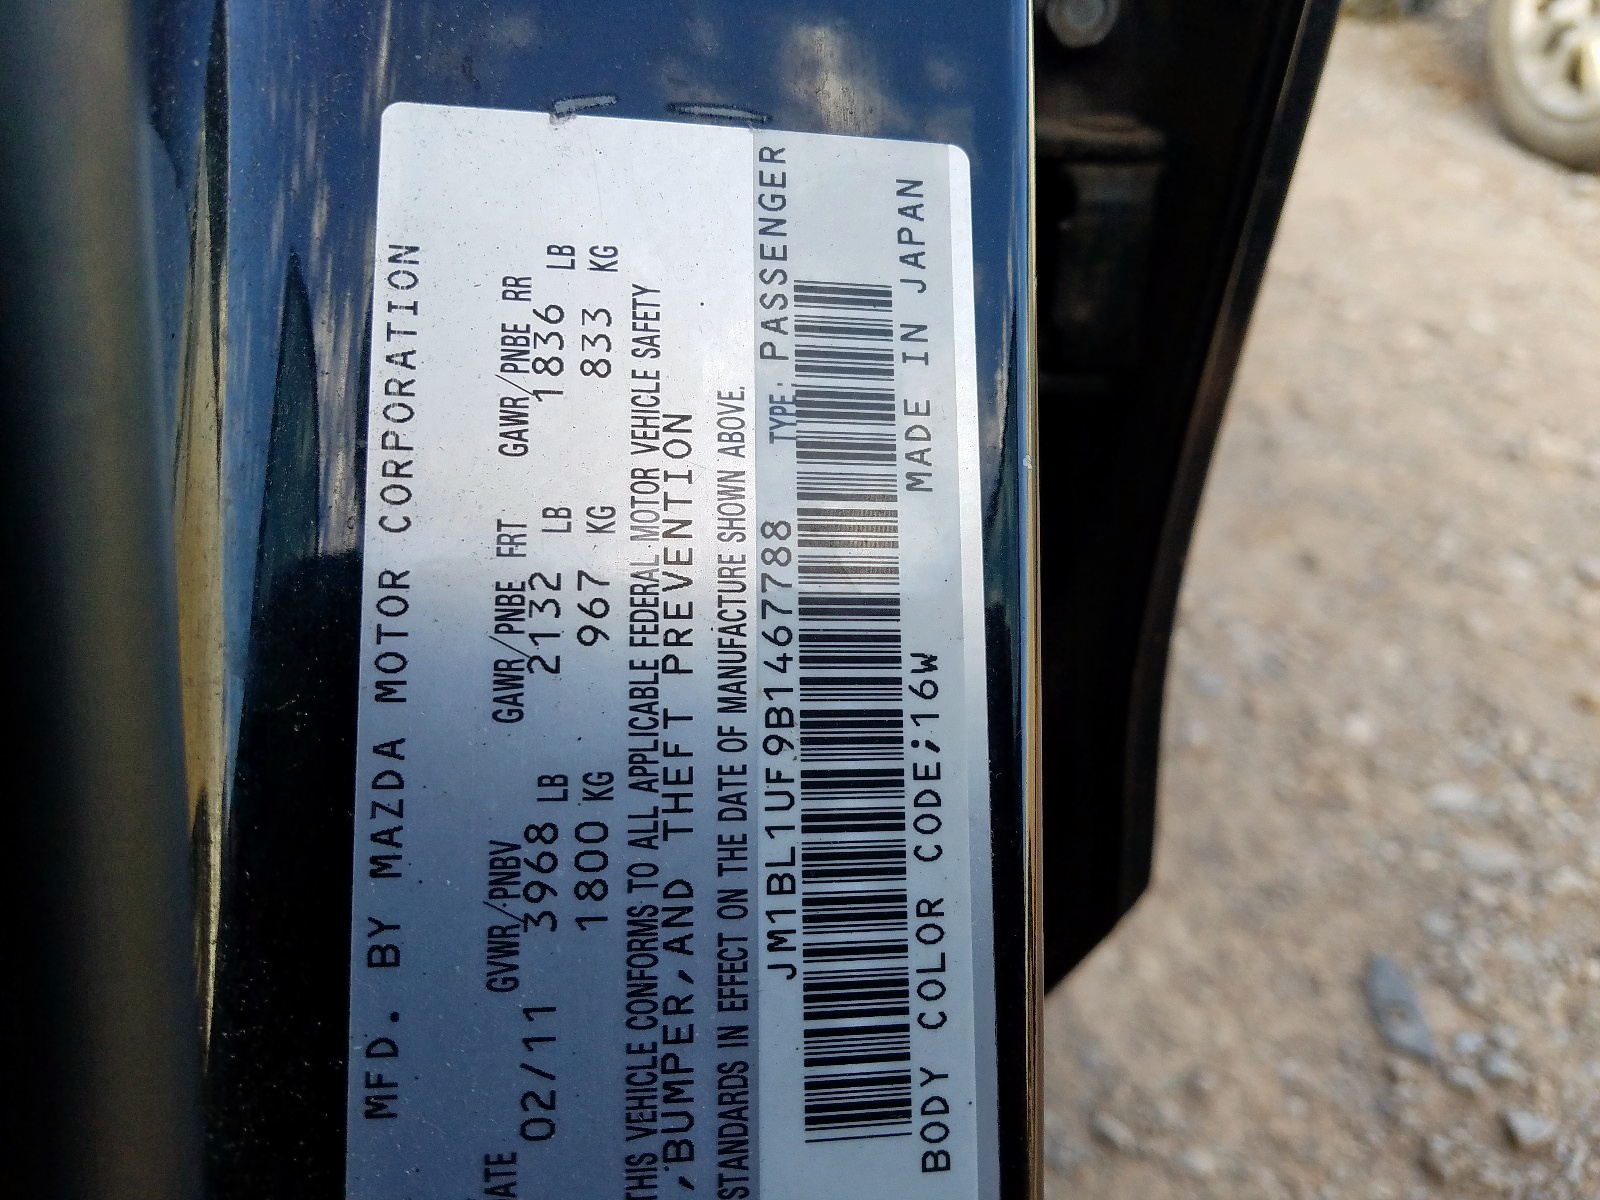 MFD. BY MAZDA MOTOR CORPORATION
ATE GVWR/PNBV GAWR/PNBE FRT GAWR/PNBE RR
02/11 3968 LB 2132 LB 1836 LB
1800 KG 967 KG 833 KG
THIS VEHICLE CONFORMS TO ALL APPLICABLE FEDERAL MOTOR VEHICLE SAFETY
,BUMPER, AND THEFT PREVENTION
STANDARDS IN EFFECT ON THE DATE OF MANUFACTURE SHOWN ABOVE.
JM1BL1UF9B1467788 TYPE: PASSENGER
BODY COLOR CODE;16W MADE IN JAPAN